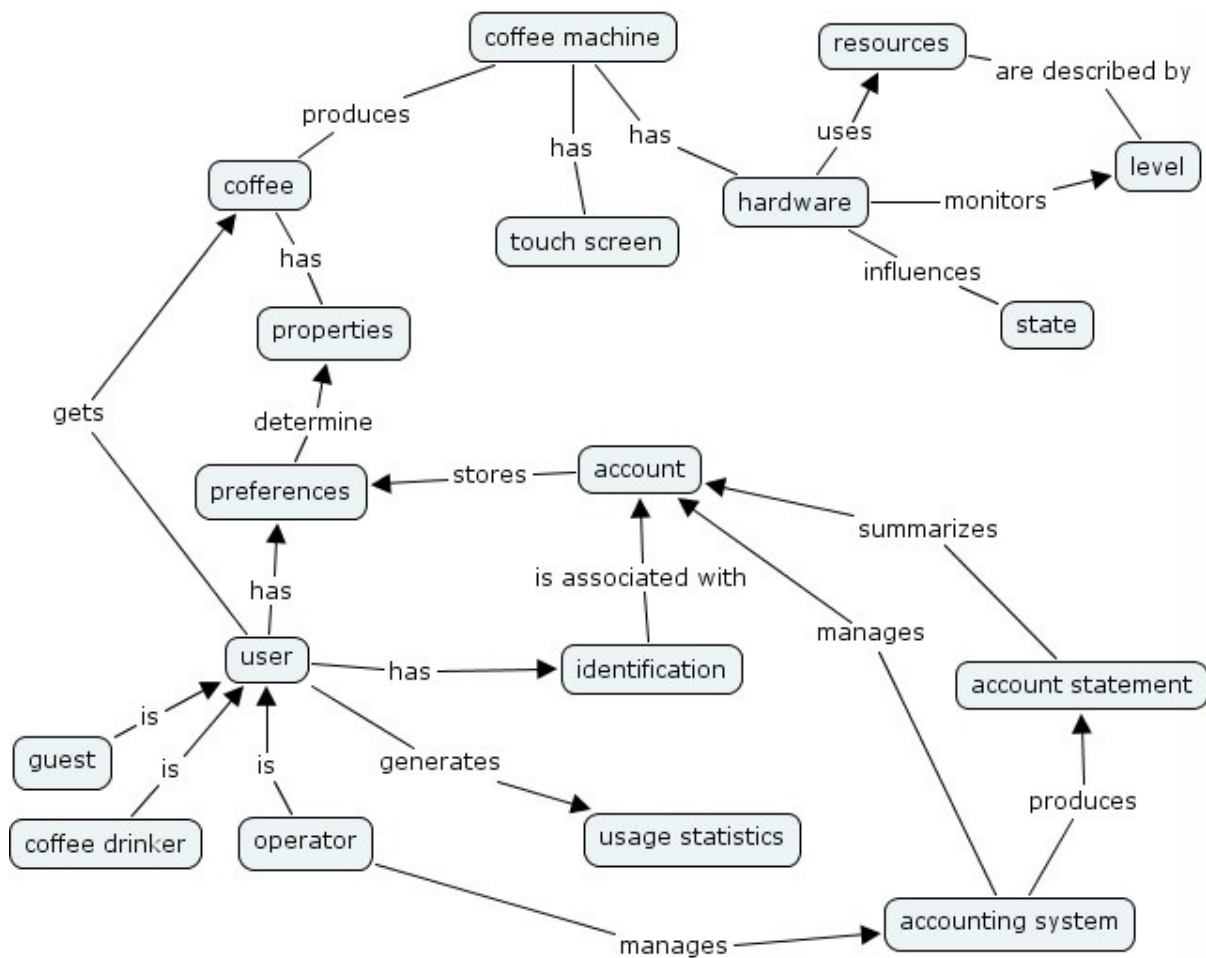 coffee machine
resources
are described by
produces
uses
has
has
level
coffee
hardware
monitors
touch screen
has
influences
properties
state
gets
determine
account
stores
preferences
summarizes
is associated with
has
manages
user
has
identification
account statement
is
guest
is
is
generates
produces
coffee drinker
operator
usage statistics
accounting system
manages